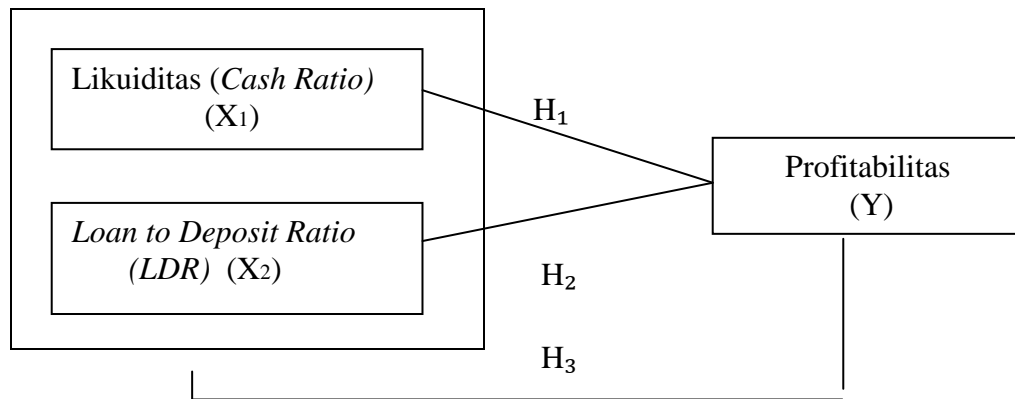 Likuiditas (Cash Ratio)
(X1)
H₁
Profitabilitas
(Y)
Loan to Deposit Ratio
(LDR) (X2)
H₂
H₃